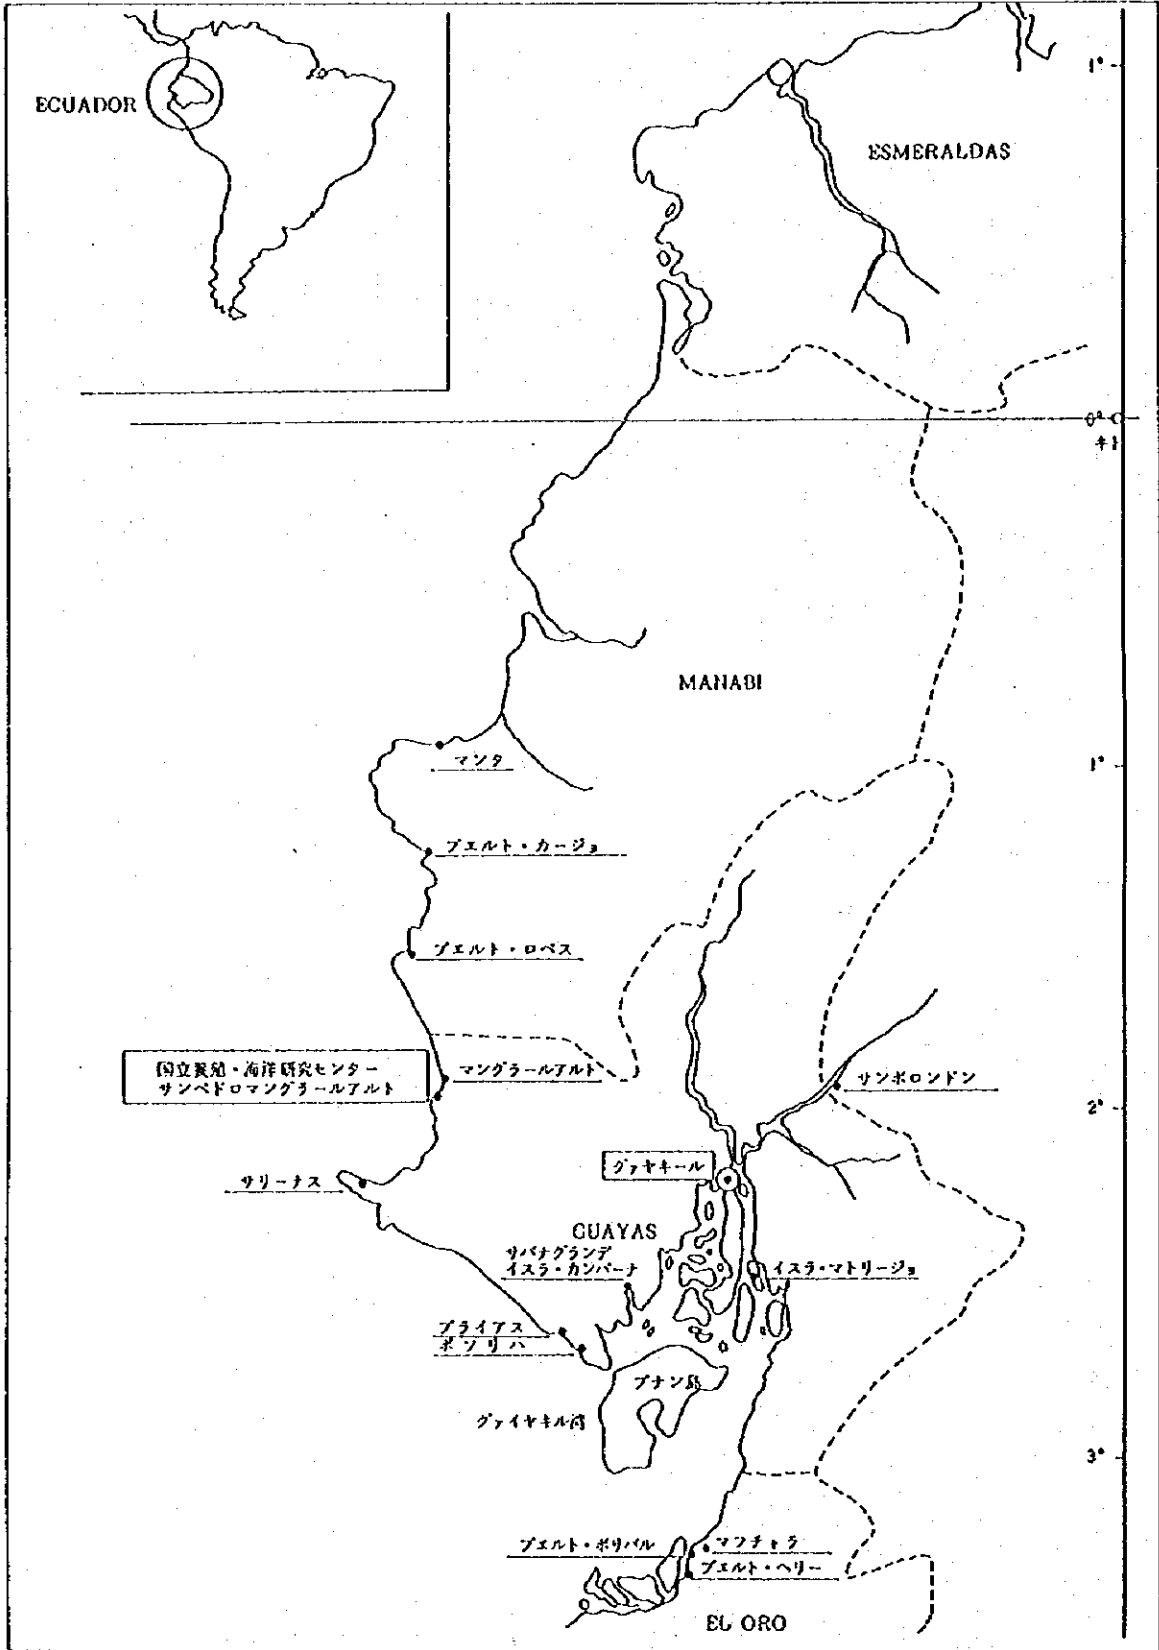 ECUADOR
1°
ESMERALDAS
0°
MANABI
マンタ
1°
プエルト・カージョ
プエルト・ロペス
国立養殖・海洋研究センター
サンペドロマングラールアルト
マングラールアルト
サンボロンドン
2°
グァヤキール
サリーナス
GUAYAS
サバナグランデ
イスラ・カンパーナ
イスラ・マトリージョ
プライアス
ポソリハ
プナン島
グァイヤキル湾
3°
プエルト・ボリバル
マツチャラ
プエルト・ヘリー
EL ORO